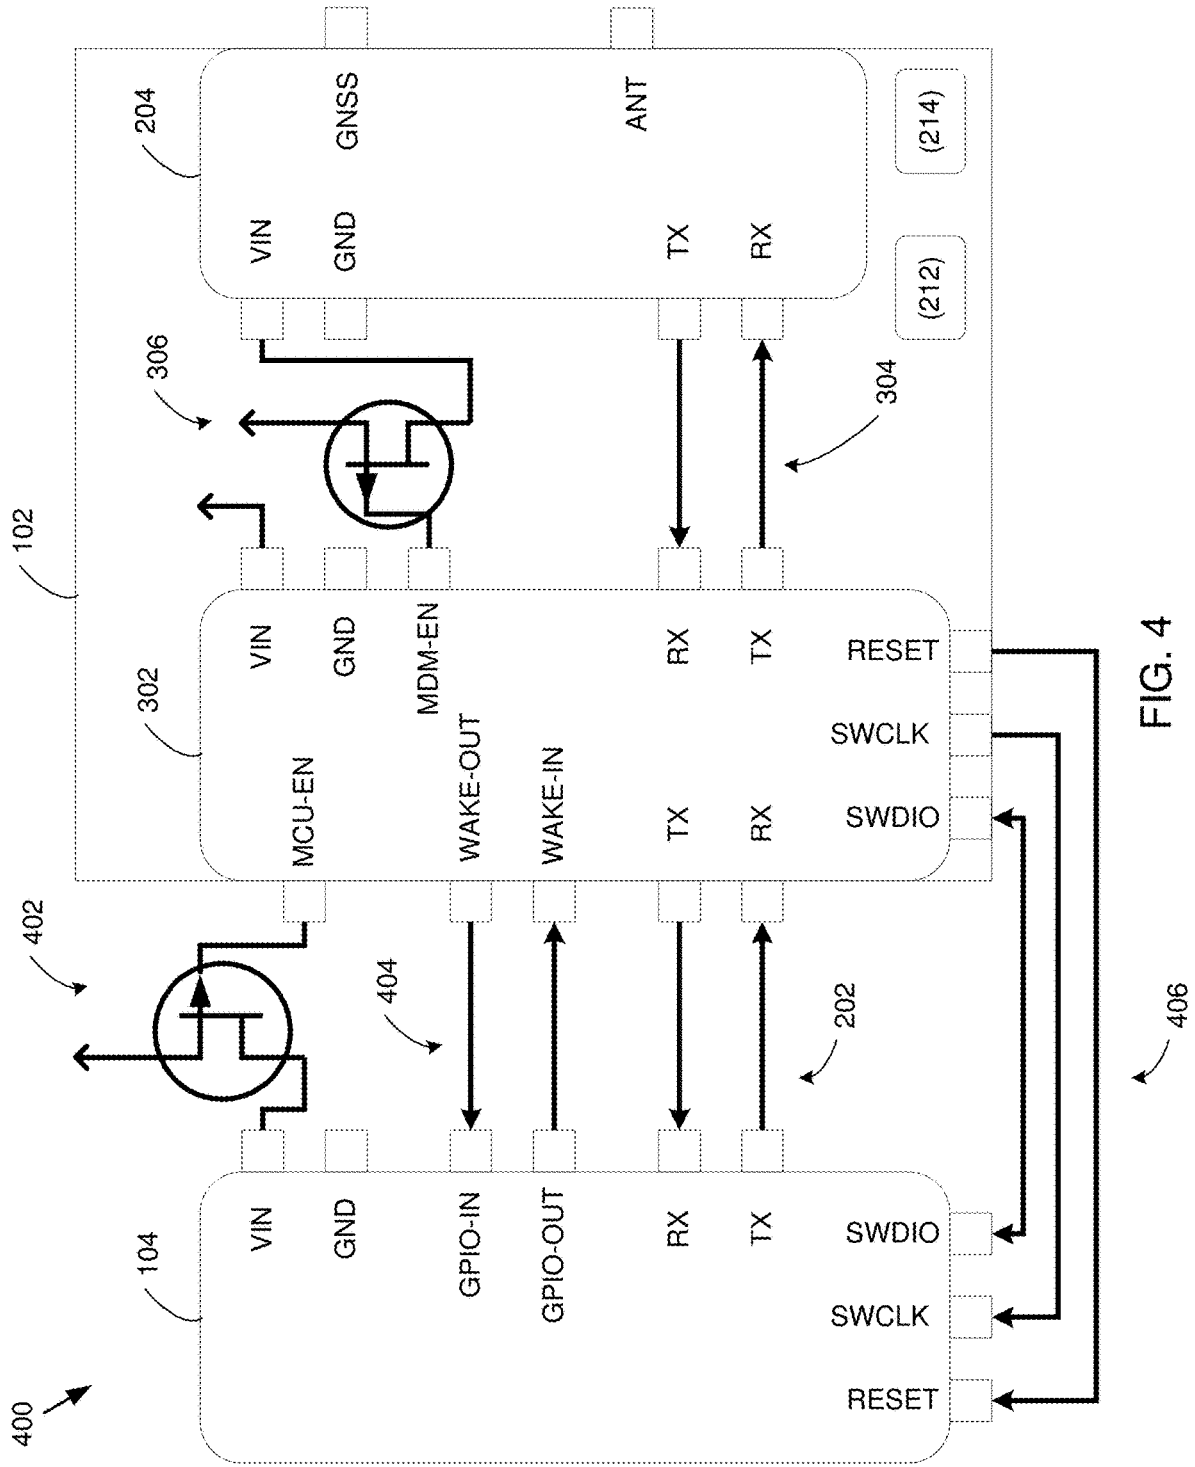 400
104
VIN
GND
GPIO-IN
GPIO-OUT
RX
TX
RESET
SWCLK
SWDIO
402
404
202
406
102
302
MCU-EN
WAKE-OUT
WAKE-IN
TX
RX
VIN
GND
MDM-EN
RX
TX
SWDIO
SWCLK
RESET
306
304
204
VIN
GND
TX
RX
GNSS
ANT
(212)
(214)
FIG. 4